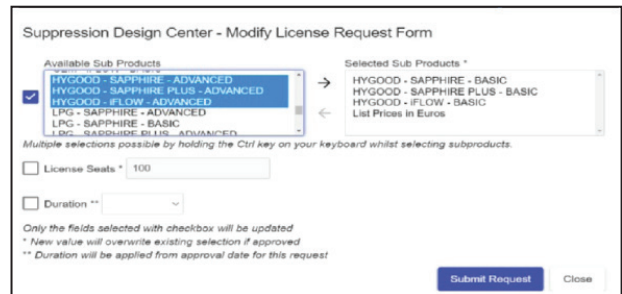 Suppression Design Center - Modify License Request Form
Available Sub Products
HYGOOD - SAPPHIRE - ADVANCED
HYGOOD - SAPPHIRE PLUS - ADVANCED
HYGOOD - iFLOW - ADVANCED
LPG - SAPPHIRE - ADVANCED
LPG - SAPPHIRE - BASIC
LPG - SAPPHIRE PLUS - ADVANCED
Selected Sub Products *
HYGOOD - SAPPHIRE - BASIC
HYGOOD - SAPPHIRE PLUS - BASIC
HYGOOD - iFLOW - BASIC
List Prices in Euros
Multiple selections possible by holding the Ctrl key on your keyboard whilst selecting subproducts.
License Seats * 100
Duration **
Only the fields selected with checkbox will be updated
* New value will overwrite existing selection if approved
** Duration will be applied from approval date for this request
Submit Request Close